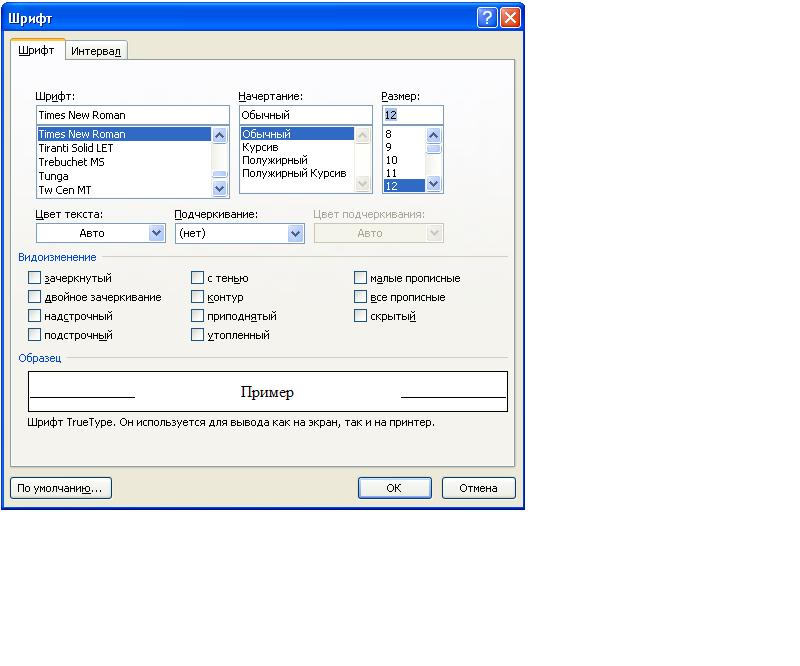 Шрифт
Шрифт Интервал
Шрифт: Начертание: Размер:
Times New Roman Обычный 12
Times New Roman Обычный 8
Tiranti Solid LET Курсив 9
Trebuchet MS Полужирный 10
Tunga Полужирный Курсив 11
Tw Cen MT 12
Цвет текста: Подчеркивание: Цвет подчеркивания:
Авто (нет) Авто
Видоизменение
зачеркнутый с тенью малые прописные
двойное зачеркивание контур все прописные
надстрочный приподнятый скрытый
подстрочный утопленный
Образец
Пример
Шрифт TrueType. Он используется для вывода как на экран, так и на принтер.
По умолчанию... ОК Отмена